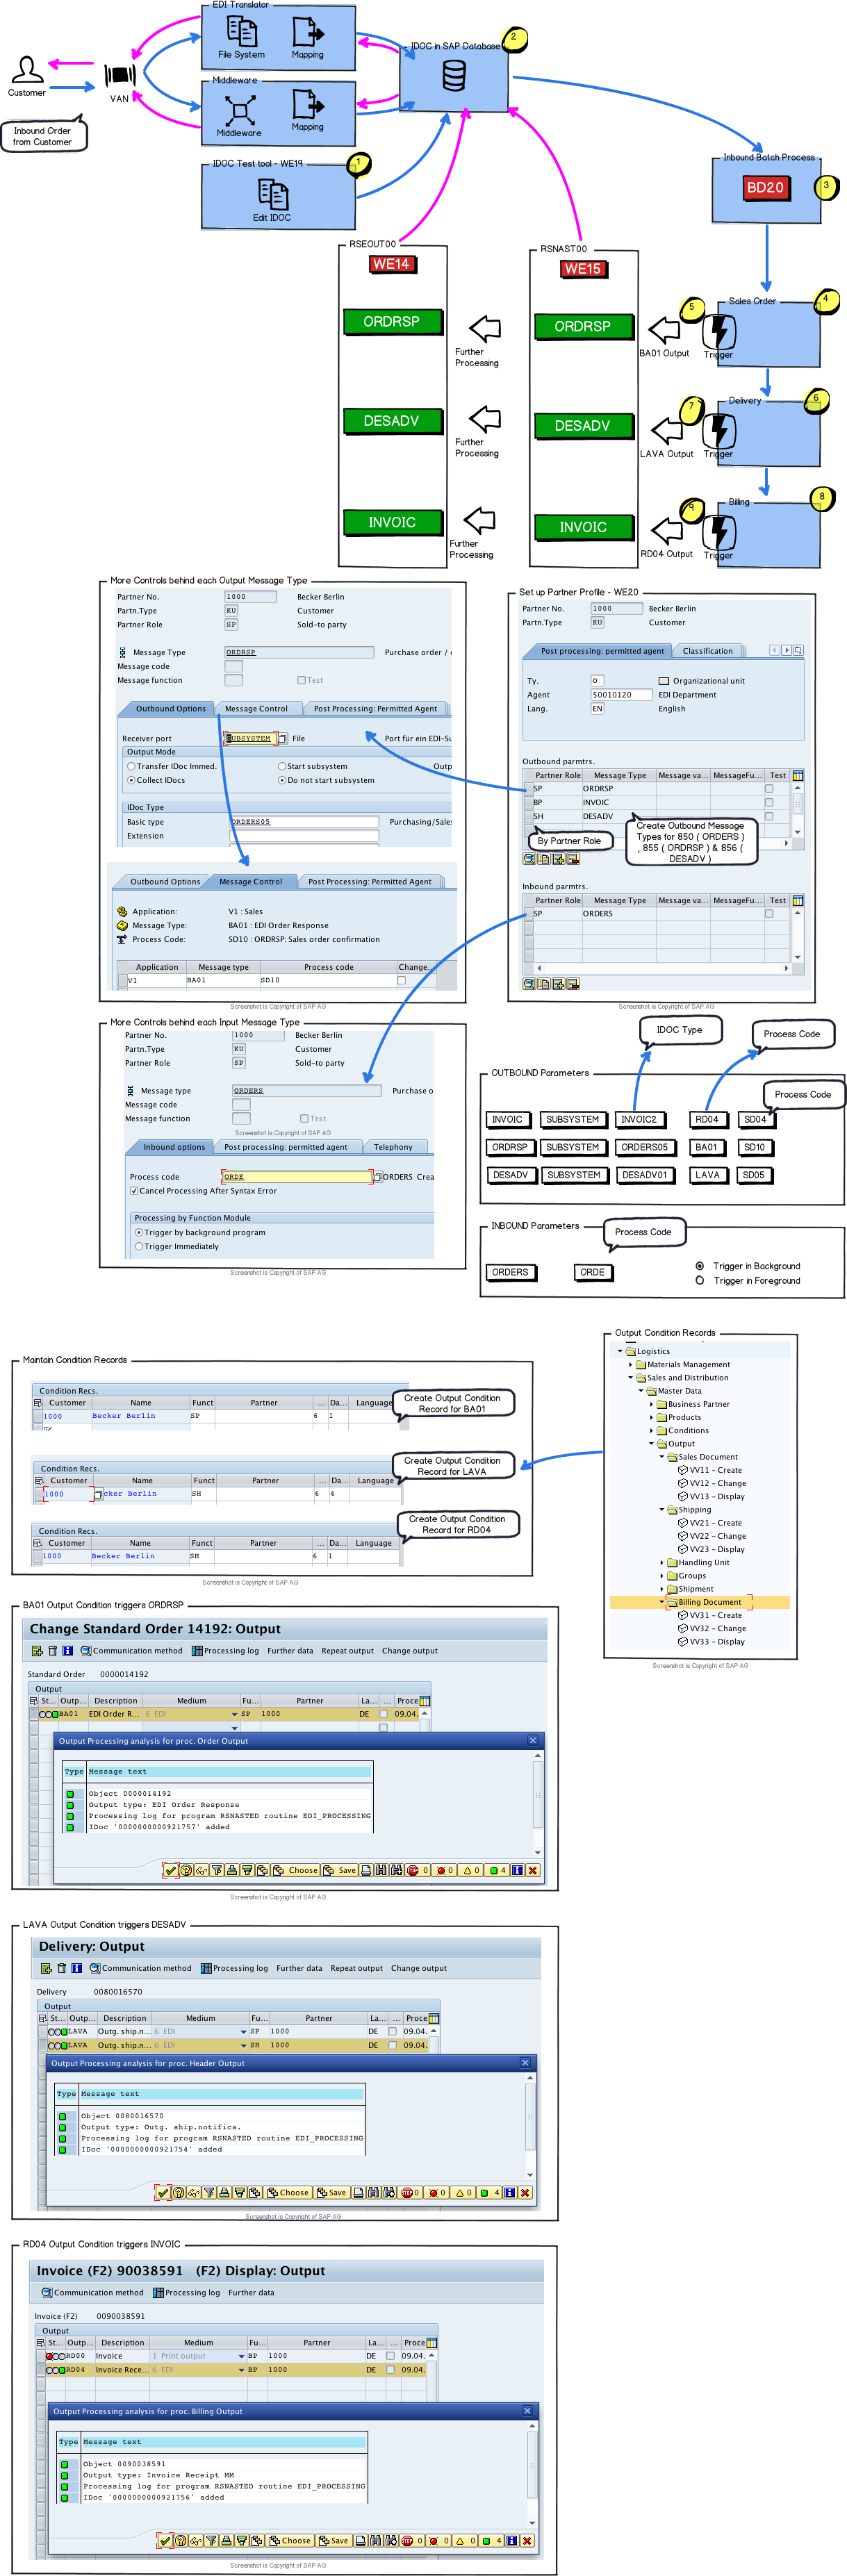 EDI Translator
File System
Mapping
Customer
VAN
Inbound Order
from Customer
Middleware
Middleware
Mapping
IDOC Test tool - WE19
1
Edit IDOC
IDOC in SAP Database
2
Inbound Batch Process
BD20
3
RSEOUT00
WE14
ORDRSP
DESADV
INVOIC
Further
Processing
Further
Processing
Further
Processing
RSNAST00
WE15
ORDRSP
DESADV
INVOIC
5
BA01 Output
Trigger
Sales Order
4
7
LAVA Output
Trigger
Delivery
6
9
RD04 Output
Trigger
Billing
8
More Controls behind each Output Message Type
Partner No. 1000 Becker Berlin
Partn.Type KU Customer
Partner Role SP Sold-to party
Message Type ORDRSP Purchase order /
Message code
Message function Test
Outbound Options Message Control Post Processing: Permitted Agent
Receiver port SUBSYSTEM File Port für ein EDI-Su
Output Mode
Transfer IDoc Immed. Start subsystem Outp
Collect IDocs Do not start subsystem
IDoc Type
Basic type ORDERS05 Purchasing/Sales
Extension
Outbound Options Message Control Post Processing: Permitted Agent
Application: V1 : Sales
Message Type: BA01 : EDI Order Response
Process Code: SD10 : ORDRSP: Sales order confirmation
Application Message type Process code Change...
V1 BA01 SD10
Screenshot is Copyright of SAP AG
Set up Partner Profile - WE20
Partner No. 1000 Becker Berlin
Partn.Type KU Customer
Post processing: permitted agent Classification
Ty. O Organizational unit
Agent 50010120 EDI Department
Lang. EN English
Outbound parmtrs.
Partner Role Message Type Message va... MessageFu... Test
SP ORDRSP
BP INVOIC
SH DESADV
By Partner Role
Create Outbound Message
Types for 850 ( ORDERS )
, 855 ( ORDRSP ) & 856 (
DESADV )
Inbound parmtrs.
Partner Role Message Type Message va... MessageFu... Test
SP ORDERS
Screenshot is Copyright of SAP AG
More Controls behind each Input Message Type
Partner No. 1000 Becker Berlin
Partn.Type KU Customer
Partner Role SP Sold-to party
Message type ORDERS Purchase o
Message code
Message function Test
Screenshot is Copyright of SAP AG
Inbound options Post processing: permitted agent Telephony
Process code ORDE ORDERS Crea
Cancel Processing After Syntax Error
Processing by Function Module
Trigger by background program
Trigger Immediately
Screenshot is Copyright of SAP AG
IDOC Type
Process Code
OUTBOUND Parameters
Process Code
INVOIC SUBSYSTEM INVOIC2 RD04 SD04
ORDRSP SUBSYSTEM ORDERS05 BA01 SD10
DESADV SUBSYSTEM DESADV01 LAVA SD05
INBOUND Parameters
Process Code
ORDERS ORDE
Trigger in Background
Trigger in Foreground
Maintain Condition Records
Condition Recs.
Customer Name Funct Partner ... Da... Language
1000 Becker Berlin SP 6 1
Create Output Condition
Record for BA01
Condition Recs.
Customer Name Funct Partner ... Da... Language
1000 cker Berlin SH 6 4
Create Output Condition
Record for LAVA
Condition Recs.
Customer Name Funct Partner ... Da... Language
1000 Becker Berlin SH 6 1
Create Output Condition
Record for RD04
Screenshot is Copyright of SAP AG
Output Condition Records
Logistics
Materials Management
Sales and Distribution
Master Data
Business Partner
Products
Conditions
Output
Sales Document
VV11 - Create
VV12 - Change
VV13 - Display
Shipping
VV21 - Create
VV22 - Change
VV23 - Display
Handling Unit
Groups
Shipment
Billing Document
VV31 - Create
VV32 - Change
VV33 - Display
Screenshot is Copyright of SAP AG
BA01 Output Condition triggers ORDRSP
Change Standard Order 14192: Output
Communication method Processing log Further data Repeat output Change output
Standard Order 0000014192
Output
St... Outp... Description Medium Fu... Partner La... ... Proce
BA01 EDI Order R... 6 EDI SP 1000 DE 09.04.
Output Processing analysis for proc. Order Output
Type Message text
Object 0000014192
Output type: EDI Order Response
Processing log for program RSNASTED routine EDI_PROCESSING
IDoc '0000000000921757' added
Choose Save STOP 0 0 0 4
Screenshot is Copyright of SAP AG
LAVA Output Condition triggers DESADV
Delivery: Output
Communication method Processing log Further data Repeat output Change output
Delivery 0080016570
Output
St... Outp... Description Medium Fu... Partner La... ... Proce
LAVA Outg. ship.n... 6 EDI SP 1000 DE 09.04.
LAVA Outg. ship.n... 6 EDI SH 1000 DE 09.04.
Output Processing analysis for proc. Header Output
Type Message text
Object 0080016570
Output type: Outg. ship.notifica.
Processing log for program RSNASTED routine EDI_PROCESSING
IDoc '0000000000921754' added
Choose Save STOP 0 0 0 4
Screenshot is Copyright of SAP AG
RD04 Output Condition triggers INVOIC
Invoice (F2) 90038591 (F2) Display: Output
Communication method Processing log Further data
Invoice (F2) 0090038591
Output
St... Outp... Description Medium Fu... Partner La... ... Proce
RD00 Invoice 1 Print output BP 1000 DE 09.04.
RD04 Invoice Rece... 6 EDI BP 1000 DE 09.04.
Output Processing analysis for proc. Billing Output
Type Message text
Object 0090038591
Output type: Invoice Receipt MM
Processing log for program RSNASTED routine EDI_PROCESSING
IDoc '0000000000921756' added
Choose Save STOP 0 0 0 4
Screenshot is Copyright of SAP AG